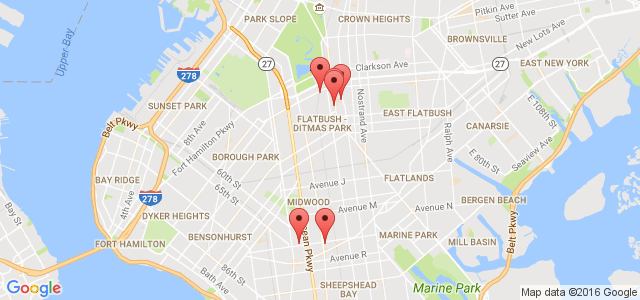 Upper Bay
PARK SLOPE
CROWN HEIGHTS
Pitkin Ave
Sutter Ave
New Lots Ave
BROWNSVILLE
27
Clarkson Ave
27
EAST NEW YORK
278
SUNSET PARK
Belt Pkwy
8th Ave
Fort Hamilton Pkwy
FLATBUSH -
DITMAS PARK
Nostrand Ave
EAST FLATBUSH
Ralph Ave
CANARSIE
E 108th St
Seaview Ave
E 80th St
BOROUGH PARK
60th St
65th St
BAY RIDGE
4th Ave
278
Avenue J
FLATLANDS
MIDWOOD
Avenue M
Avenue N
BERGEN BEACH
Belt Pkwy
DYKER HEIGHTS
BENSONHURST
FORT HAMILTON
Bay St
86th St
Bath Ave
ean Pkwy
Avenue R
MARINE PARK
MILL BASIN
SHEEPSHEAD
BAY
Marine Park
Google
Map data ©2016 Google